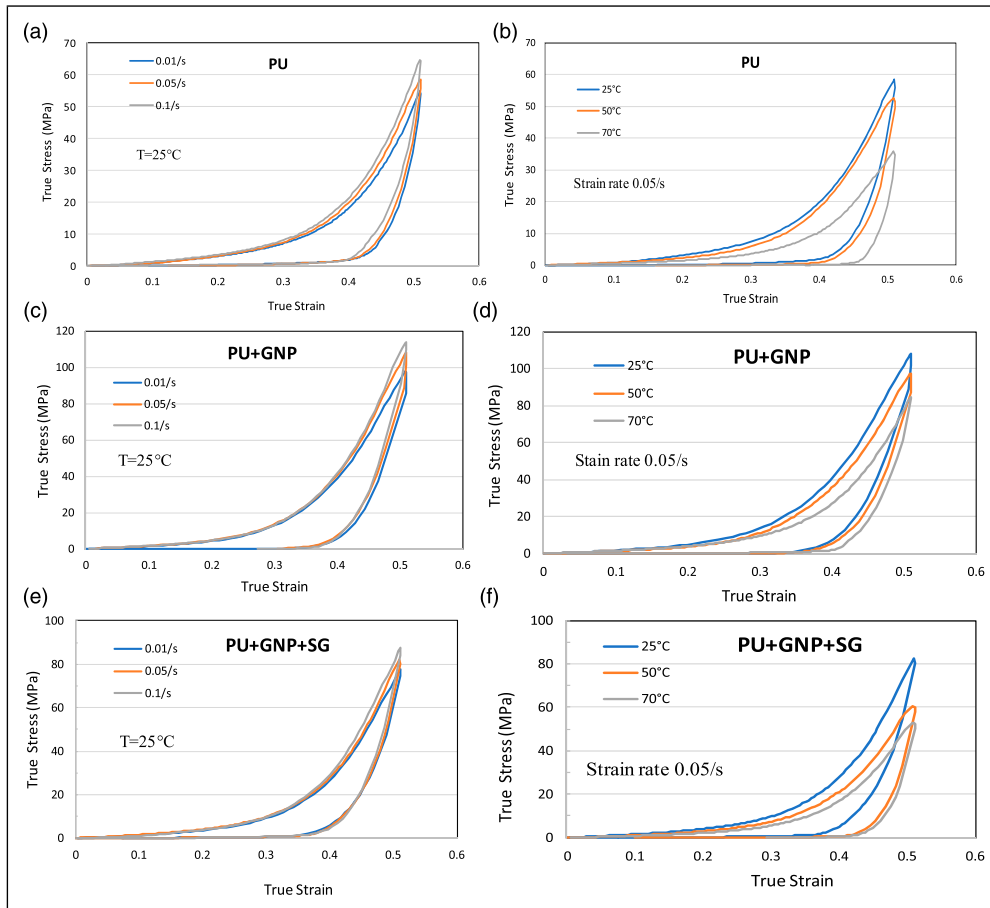 (a)
PU
0.01/s
0.05/s
0.1/s
T=25°C
True Stress (MPa)
70
60
50
40
30
20
10
0
0 0.1 0.2 0.3 0.4 0.5 0.6
True Strain
(b)
PU
25°C
50°C
70°C
Strain rate 0.05/s
True Stress (MPa)
70
60
50
40
30
20
10
0
0 0.1 0.2 0.3 0.4 0.5 0.6
True Strain
(c)
PU+GNP
0.01/s
0.05/s
0.1/s
T=25°C
True Stress (MPa)
120
100
80
60
40
20
0
0 0.1 0.2 0.3 0.4 0.5 0.6
True Strain
(d)
PU+GNP
25°C
50°C
70°C
Stain rate 0.05/s
True Stress (MPa)
120
100
80
60
40
20
0
0 0.1 0.2 0.3 0.4 0.5 0.6
True Strain
(e)
PU+GNP+SG
0.01/s
0.05/s
0.1/s
T=25°C
True Stress (MPa)
100
80
60
40
20
0
0 0.1 0.2 0.3 0.4 0.5 0.6
True Strain
(f)
PU+GNP+SG
25°C
50°C
70°C
Strain rate 0.05/s
True Stress (MPa)
100
80
60
40
20
0
0 0.1 0.2 0.3 0.4 0.5 0.6
True Strain